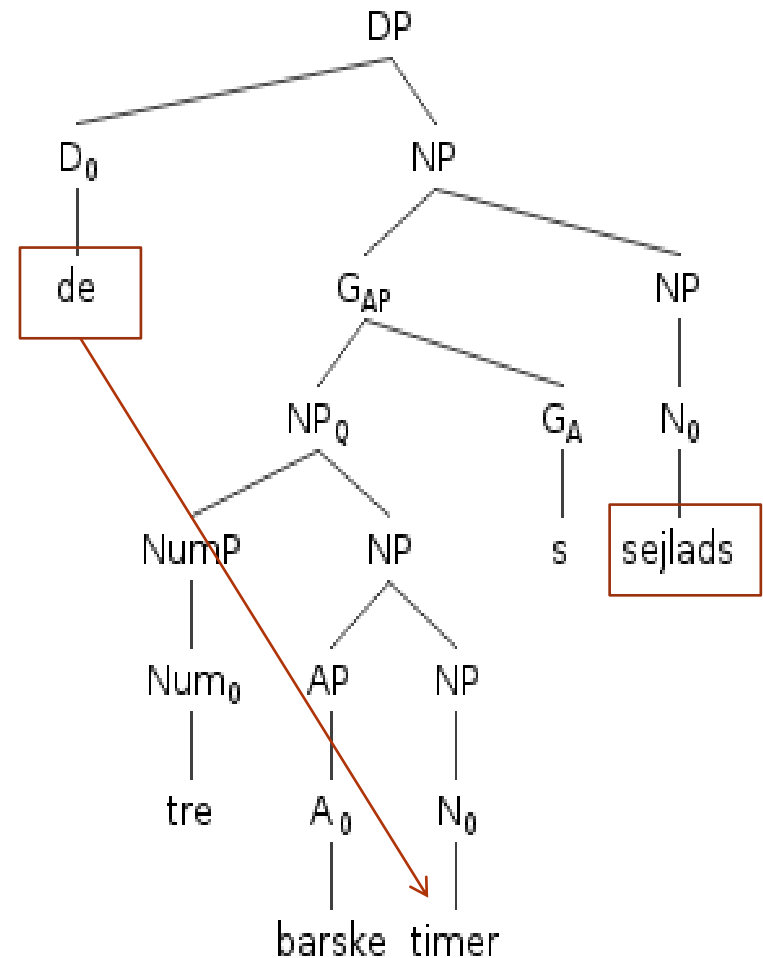 DP
D0 NP
de GAP NP
NPQ GA N0
NumP NP s sejlads
Num0 AP NP
tre A0 N0
barske timer